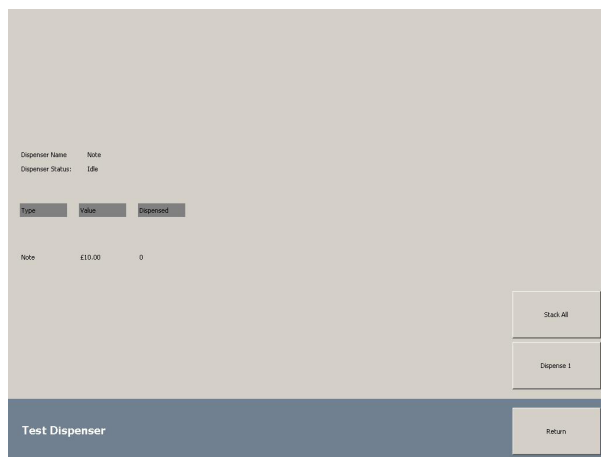 Dispenser Name Note
Dispenser Status: Idle
Type Value Dispensed
Note £10.00 0
Stack All
Dispense 1
Test Dispenser
Return